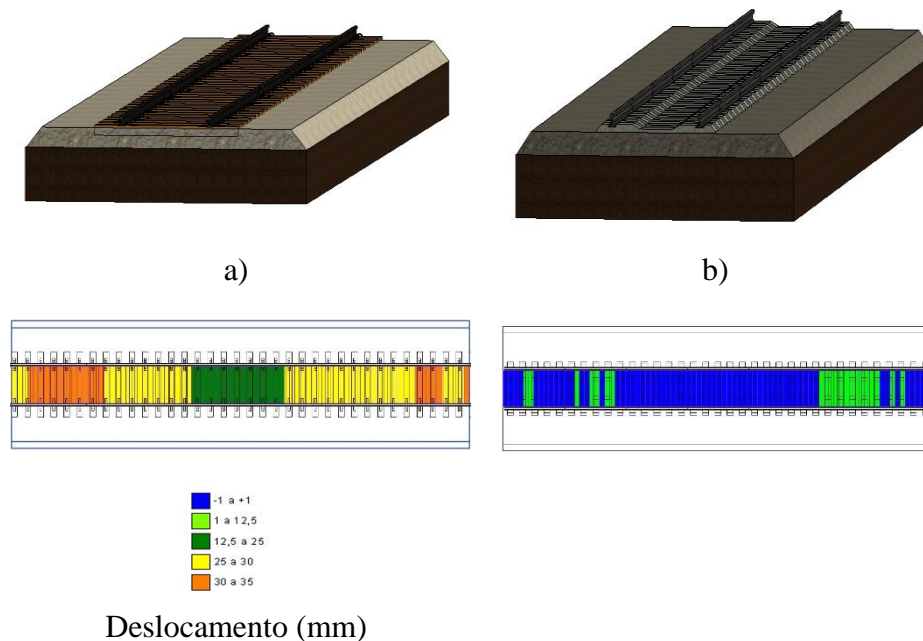 a)
b)
-1 a +1
1 a 12,5
12,5 a 25
25 a 30
30 a 35
Deslocamento (mm)